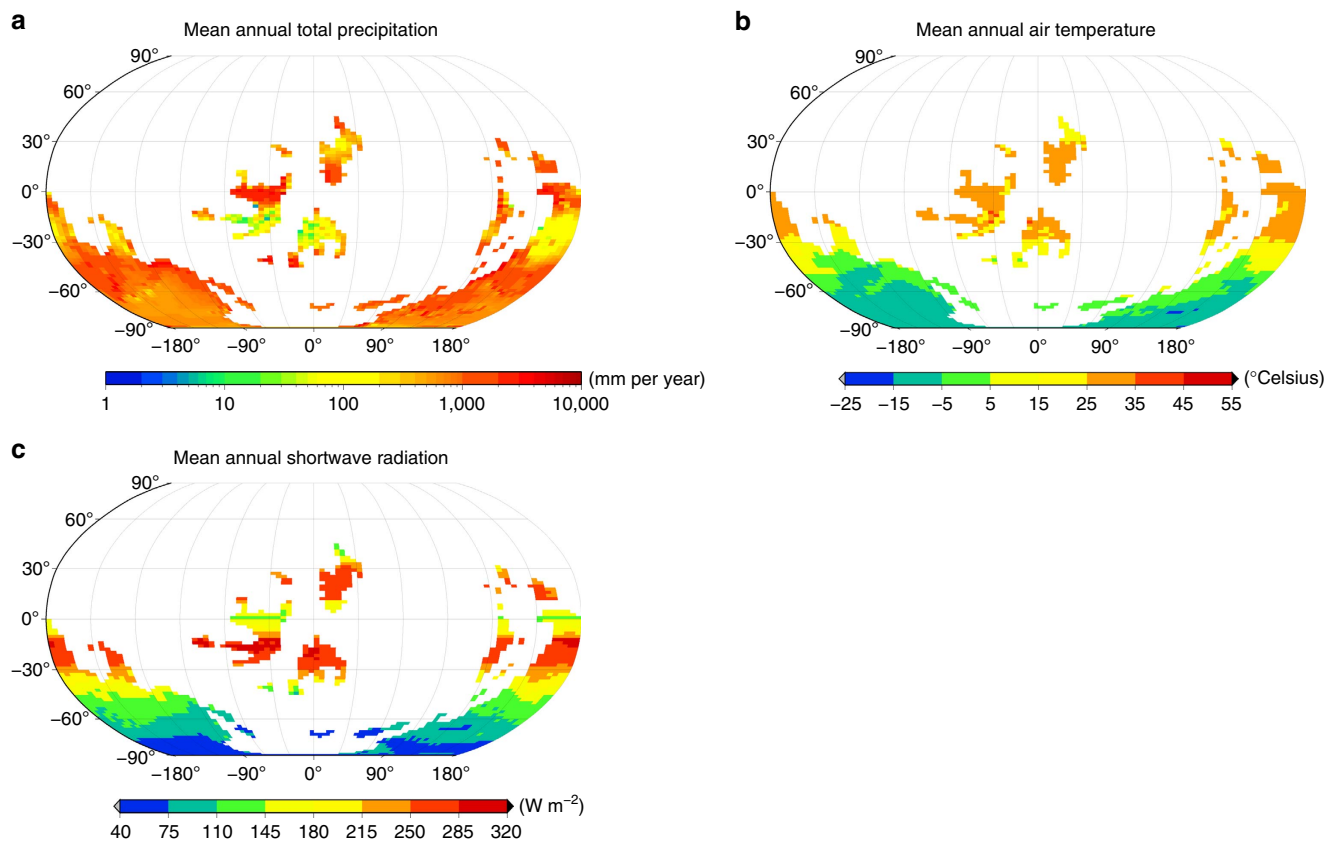 a
Mean annual total precipitation
90°
60°
30°
0°
−30°
−60°
−90°
−180° −90° 0° 90° 180°
(mm per year)
1 10 100 1,000 10,000
b
Mean annual air temperature
90°
60°
30°
0°
−30°
−60°
−90°
−180° −90° 0° 90° 180°
(°Celsius)
−25 −15 −5 5 15 25 35 45 55
c
Mean annual shortwave radiation
90°
60°
30°
0°
−30°
−60°
−90°
−180° −90° 0° 90° 180°
(W m⁻²)
40 75 110 145 180 215 250 285 320